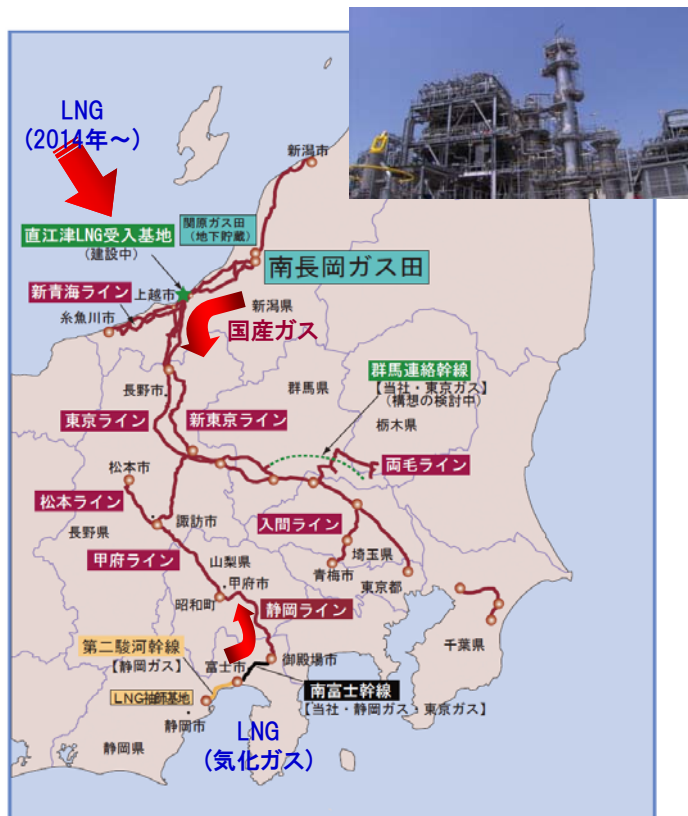 LNG
(2014年～)
新潟市
関原ガス田
（地下貯蔵）
直江津LNG受入基地
（建設中）
南長岡ガス田
上越市
新青海ライン
糸魚川市
新潟県
国産ガス
群馬連絡幹線
【当社・東京ガス】
（構想の検討中）
群馬県
長野市
栃木県
東京ライン
新東京ライン
両毛ライン
松本市
松本ライン
諏訪市
入間ライン
長野県
甲府ライン
山梨県
埼玉県
甲府市
青梅市
東京都
昭和町
静岡ライン
千葉県
第二駿河幹線
【静岡ガス】
富士市
御殿場市
LNG袖師基地
南富士幹線
【当社・静岡ガス・東京ガス】
静岡市
LNG
(気化ガス)
静岡県